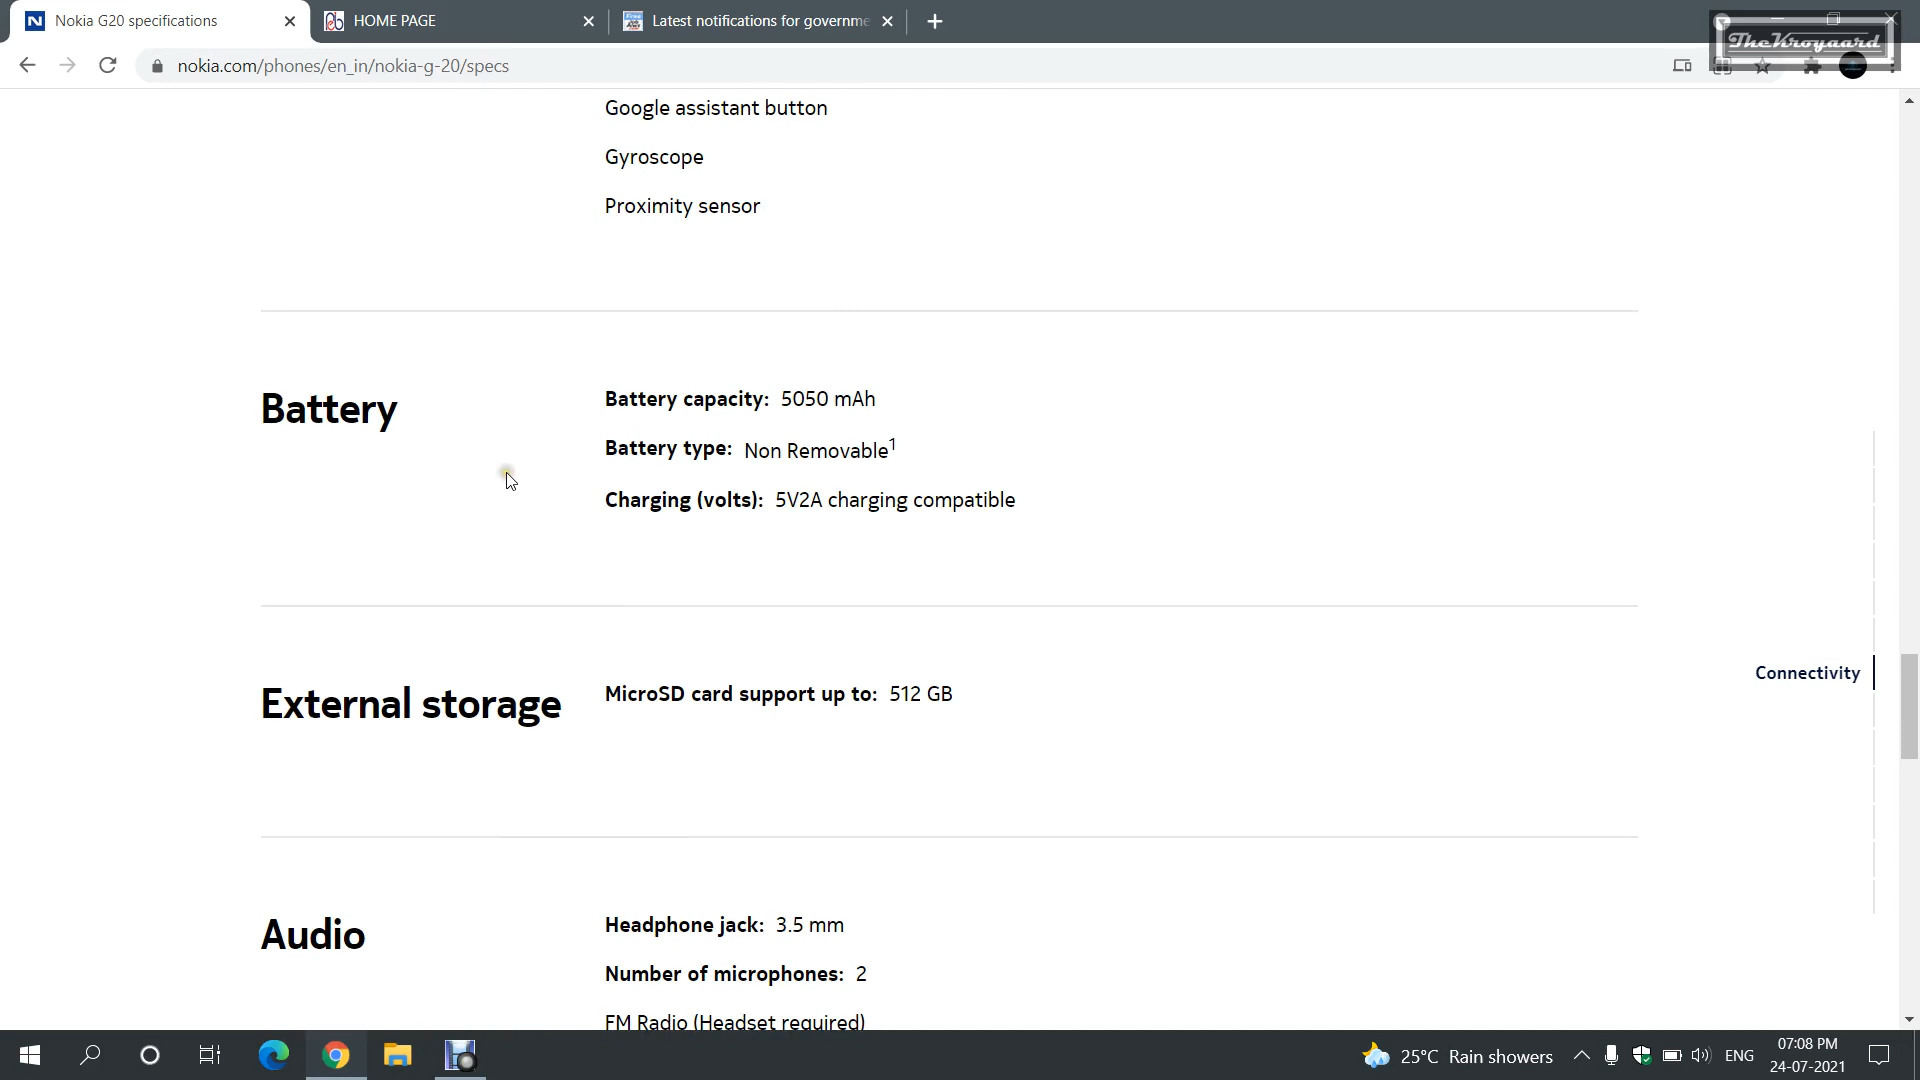 Nokia G20 specifications
HOME PAGE
Latest notifications for governme
TheKroyaard
nokia.com/phones/en_in/nokia-g-20/specs
Google assistant button
Gyroscope
Proximity sensor
Battery
Battery capacity: 5050 mAh
Battery type: Non Removable1
Charging (volts): 5V2A charging compatible
External storage
MicroSD card support up to: 512 GB
Connectivity
Audio
Headphone jack: 3.5 mm
Number of microphones: 2
FM Radio (Headset required)
25°C Rain showers
ENG
07:08 PM
24-07-2021